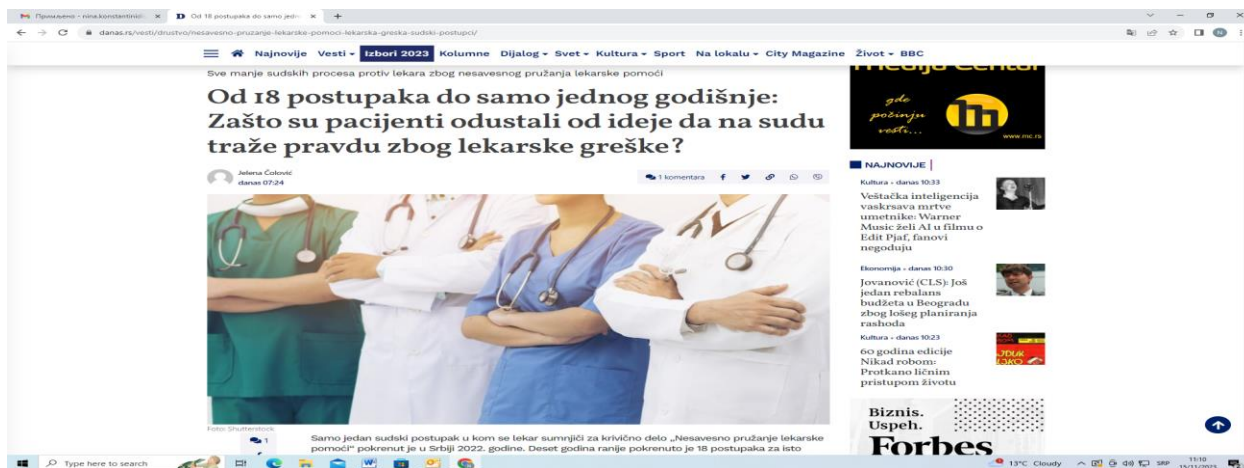 Примљено - nina.konstantinić
Od 18 postupaka do samo jedn
danas.rs/vesti/drustvo/nesavesno-pruzanje-lekarske-pomoci-lekarska-greska-sudski-postupci/
Najnovije Vesti Izbori 2023 Kolumne Dijalog Svet Kultura Sport Na lokalu City Magazine Život BBC
Sve manje sudskih procesa protiv lekara zbog nesavesnog pružanja lekarske pomoći
Od 18 postupaka do samo jednog godišnje:
Zašto su pacijenti odustali od ideje da na sudu
traže pravdu zbog lekarske greške?
Jelena Čolović
danas 07:24
1 komentara
Foto: Shutterstock
1
Samo jedan sudski postupak u kom se lekar sumnjiči za krivično delo „Nesavesno pružanje lekarske
pomoći“ pokrenut je u Srbiji 2022. godine. Deset godina ranije pokrenuto je 18 postupaka za isto
Medija Centar
gde
počinju
vesti...
www.mc.rs
NAJNOVIJE
Kultura - danas 10:33
Veštačka inteligencija
vaskrsava mrtve
umetnike: Warner
Music želi AI u filmu o
Edit Pjaf, fanovi
negoduju
Ekonomija - danas 10:30
Jovanović (CLS): Još
jedan rebalans
budžeta u Beogradu
zbog lošeg planiranja
rashoda
Kultura - danas 10:23
60 godina edicije
Nikad robom:
Protkano ličnim
pristupom životu
Biznis.
Uspeh.
Forbes
Type here to search
13°C Cloudy
SRP
11:10
15/11/2023